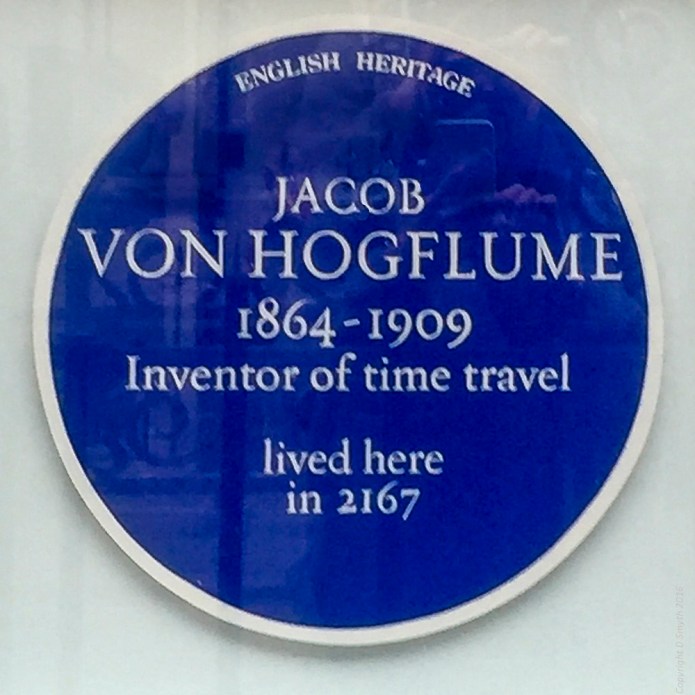 ENGLISH HERITAGE
JACOB
VON HOGFLUME
1864-1909
Inventor of time travel
lived here
in 2167